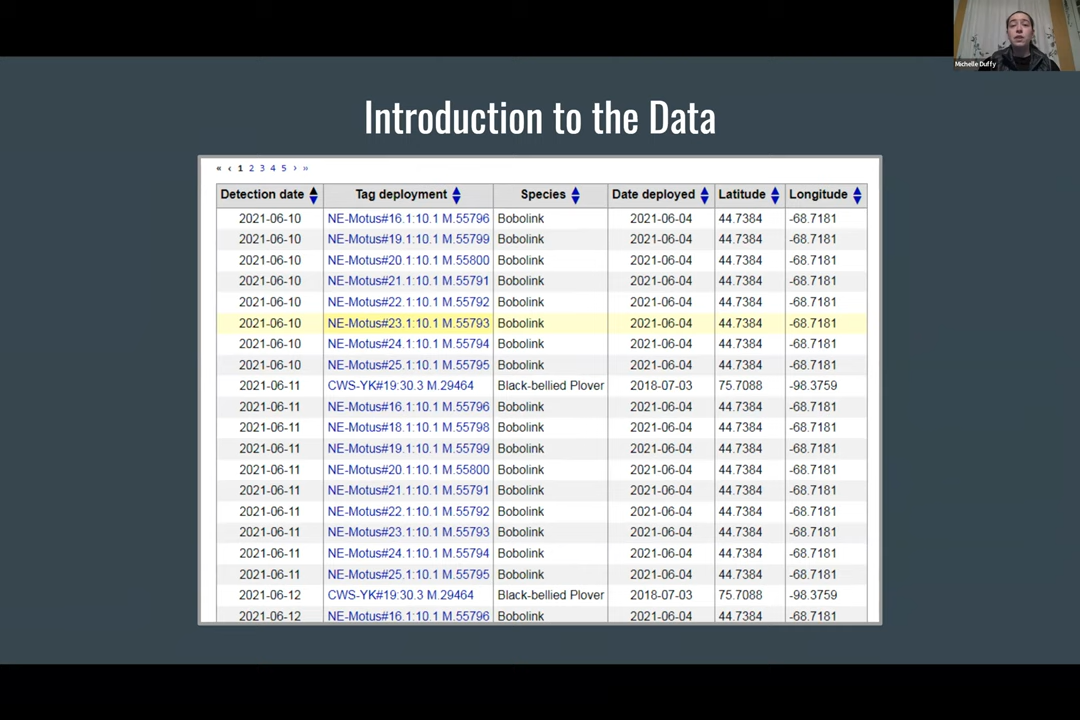 Michelle Duffy
Introduction to the Data
« ‹ 1 2 3 4 5 › »
Detection date Tag deployment Species Date deployed Latitude Longitude
2021-06-10 NE-Motus#16.1:10.1 M.55796 Bobolink 2021-06-04 44.7384 -68.7181
2021-06-10 NE-Motus#19.1:10.1 M.55799 Bobolink 2021-06-04 44.7384 -68.7181
2021-06-10 NE-Motus#20.1:10.1 M.55800 Bobolink 2021-06-04 44.7384 -68.7181
2021-06-10 NE-Motus#21.1:10.1 M.55791 Bobolink 2021-06-04 44.7384 -68.7181
2021-06-10 NE-Motus#22.1:10.1 M.55792 Bobolink 2021-06-04 44.7384 -68.7181
2021-06-10 NE-Motus#23.1:10.1 M.55793 Bobolink 2021-06-04 44.7384 -68.7181
2021-06-10 NE-Motus#24.1:10.1 M.55794 Bobolink 2021-06-04 44.7384 -68.7181
2021-06-10 NE-Motus#25.1:10.1 M.55795 Bobolink 2021-06-04 44.7384 -68.7181
2021-06-11 CWS-YK#19:30.3 M.29464 Black-bellied Plover 2018-07-03 75.7088 -98.3759
2021-06-11 NE-Motus#16.1:10.1 M.55796 Bobolink 2021-06-04 44.7384 -68.7181
2021-06-11 NE-Motus#18.1:10.1 M.55798 Bobolink 2021-06-04 44.7384 -68.7181
2021-06-11 NE-Motus#19.1:10.1 M.55799 Bobolink 2021-06-04 44.7384 -68.7181
2021-06-11 NE-Motus#20.1:10.1 M.55800 Bobolink 2021-06-04 44.7384 -68.7181
2021-06-11 NE-Motus#21.1:10.1 M.55791 Bobolink 2021-06-04 44.7384 -68.7181
2021-06-11 NE-Motus#22.1:10.1 M.55792 Bobolink 2021-06-04 44.7384 -68.7181
2021-06-11 NE-Motus#23.1:10.1 M.55793 Bobolink 2021-06-04 44.7384 -68.7181
2021-06-11 NE-Motus#24.1:10.1 M.55794 Bobolink 2021-06-04 44.7384 -68.7181
2021-06-11 NE-Motus#25.1:10.1 M.55795 Bobolink 2021-06-04 44.7384 -68.7181
2021-06-12 CWS-YK#19:30.3 M.29464 Black-bellied Plover 2018-07-03 75.7088 -98.3759
2021-06-12 NE-Motus#16.1:10.1 M.55796 Bobolink 2021-06-04 44.7384 -68.7181